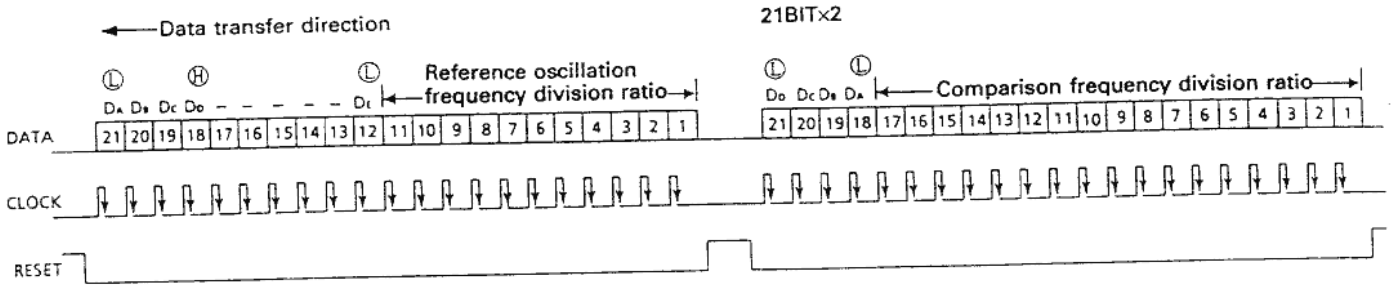 21BIT×2
Data transfer direction
Ⓛ Ⓗ Ⓛ Reference oscillation
DA DB DC DD – – – – – DI frequency division ratio
DATA 21 20 19 18 17 16 15 14 13 12 11 10 9 8 7 6 5 4 3 2 1
Ⓛ Ⓛ
DD DC DB DA Comparison frequency division ratio
21 20 19 18 17 16 15 14 13 12 11 10 9 8 7 6 5 4 3 2 1
CLOCK
RESET